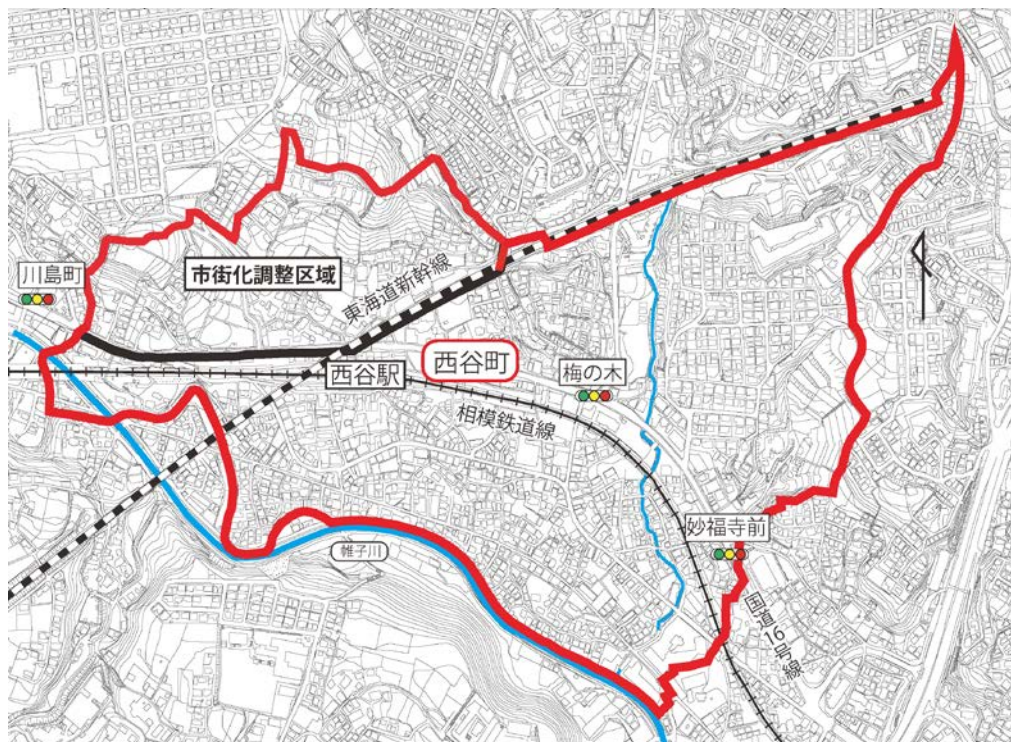 川島町
市街化調整区域
東海道新幹線
西谷駅
西谷町
梅の木
相模鉄道線
妙福寺前
帷子川
国道16号線